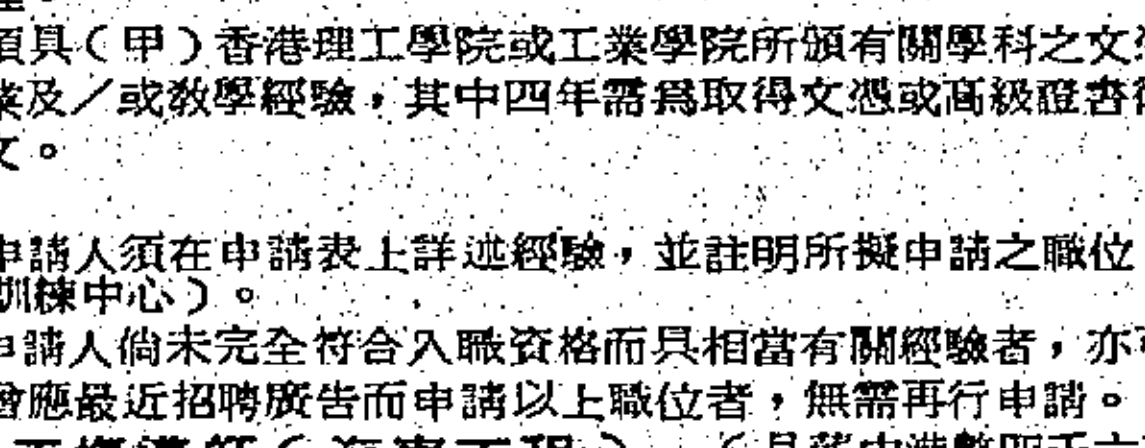 須具（甲）香港理工學院或工業學院所頒有關學科之文
業及／或教學經驗，其中四年需爲取得文憑或高級證書
文。
申請人須在申請表上詳述經驗，並註明所擬申請之職位
訓練中心）。
申請人倘未完全符合入職資格而具相當有關經驗者，亦
曾應最近招聘廣告而申請以上職位者，無需再行申請。